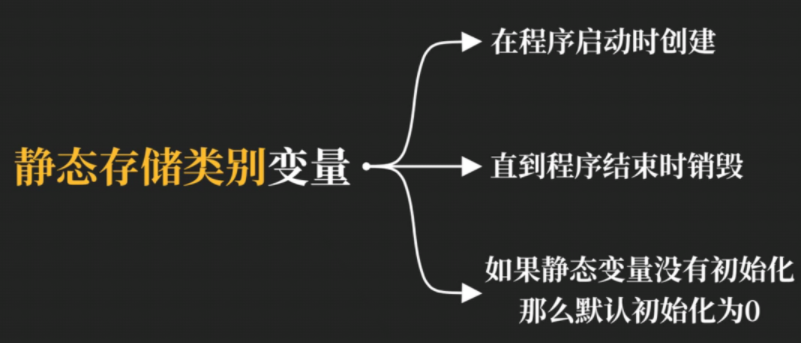 静态存储类别变量
在程序启动时创建
直到程序结束时销毁
如果静态变量没有初始化
那么默认初始化为0